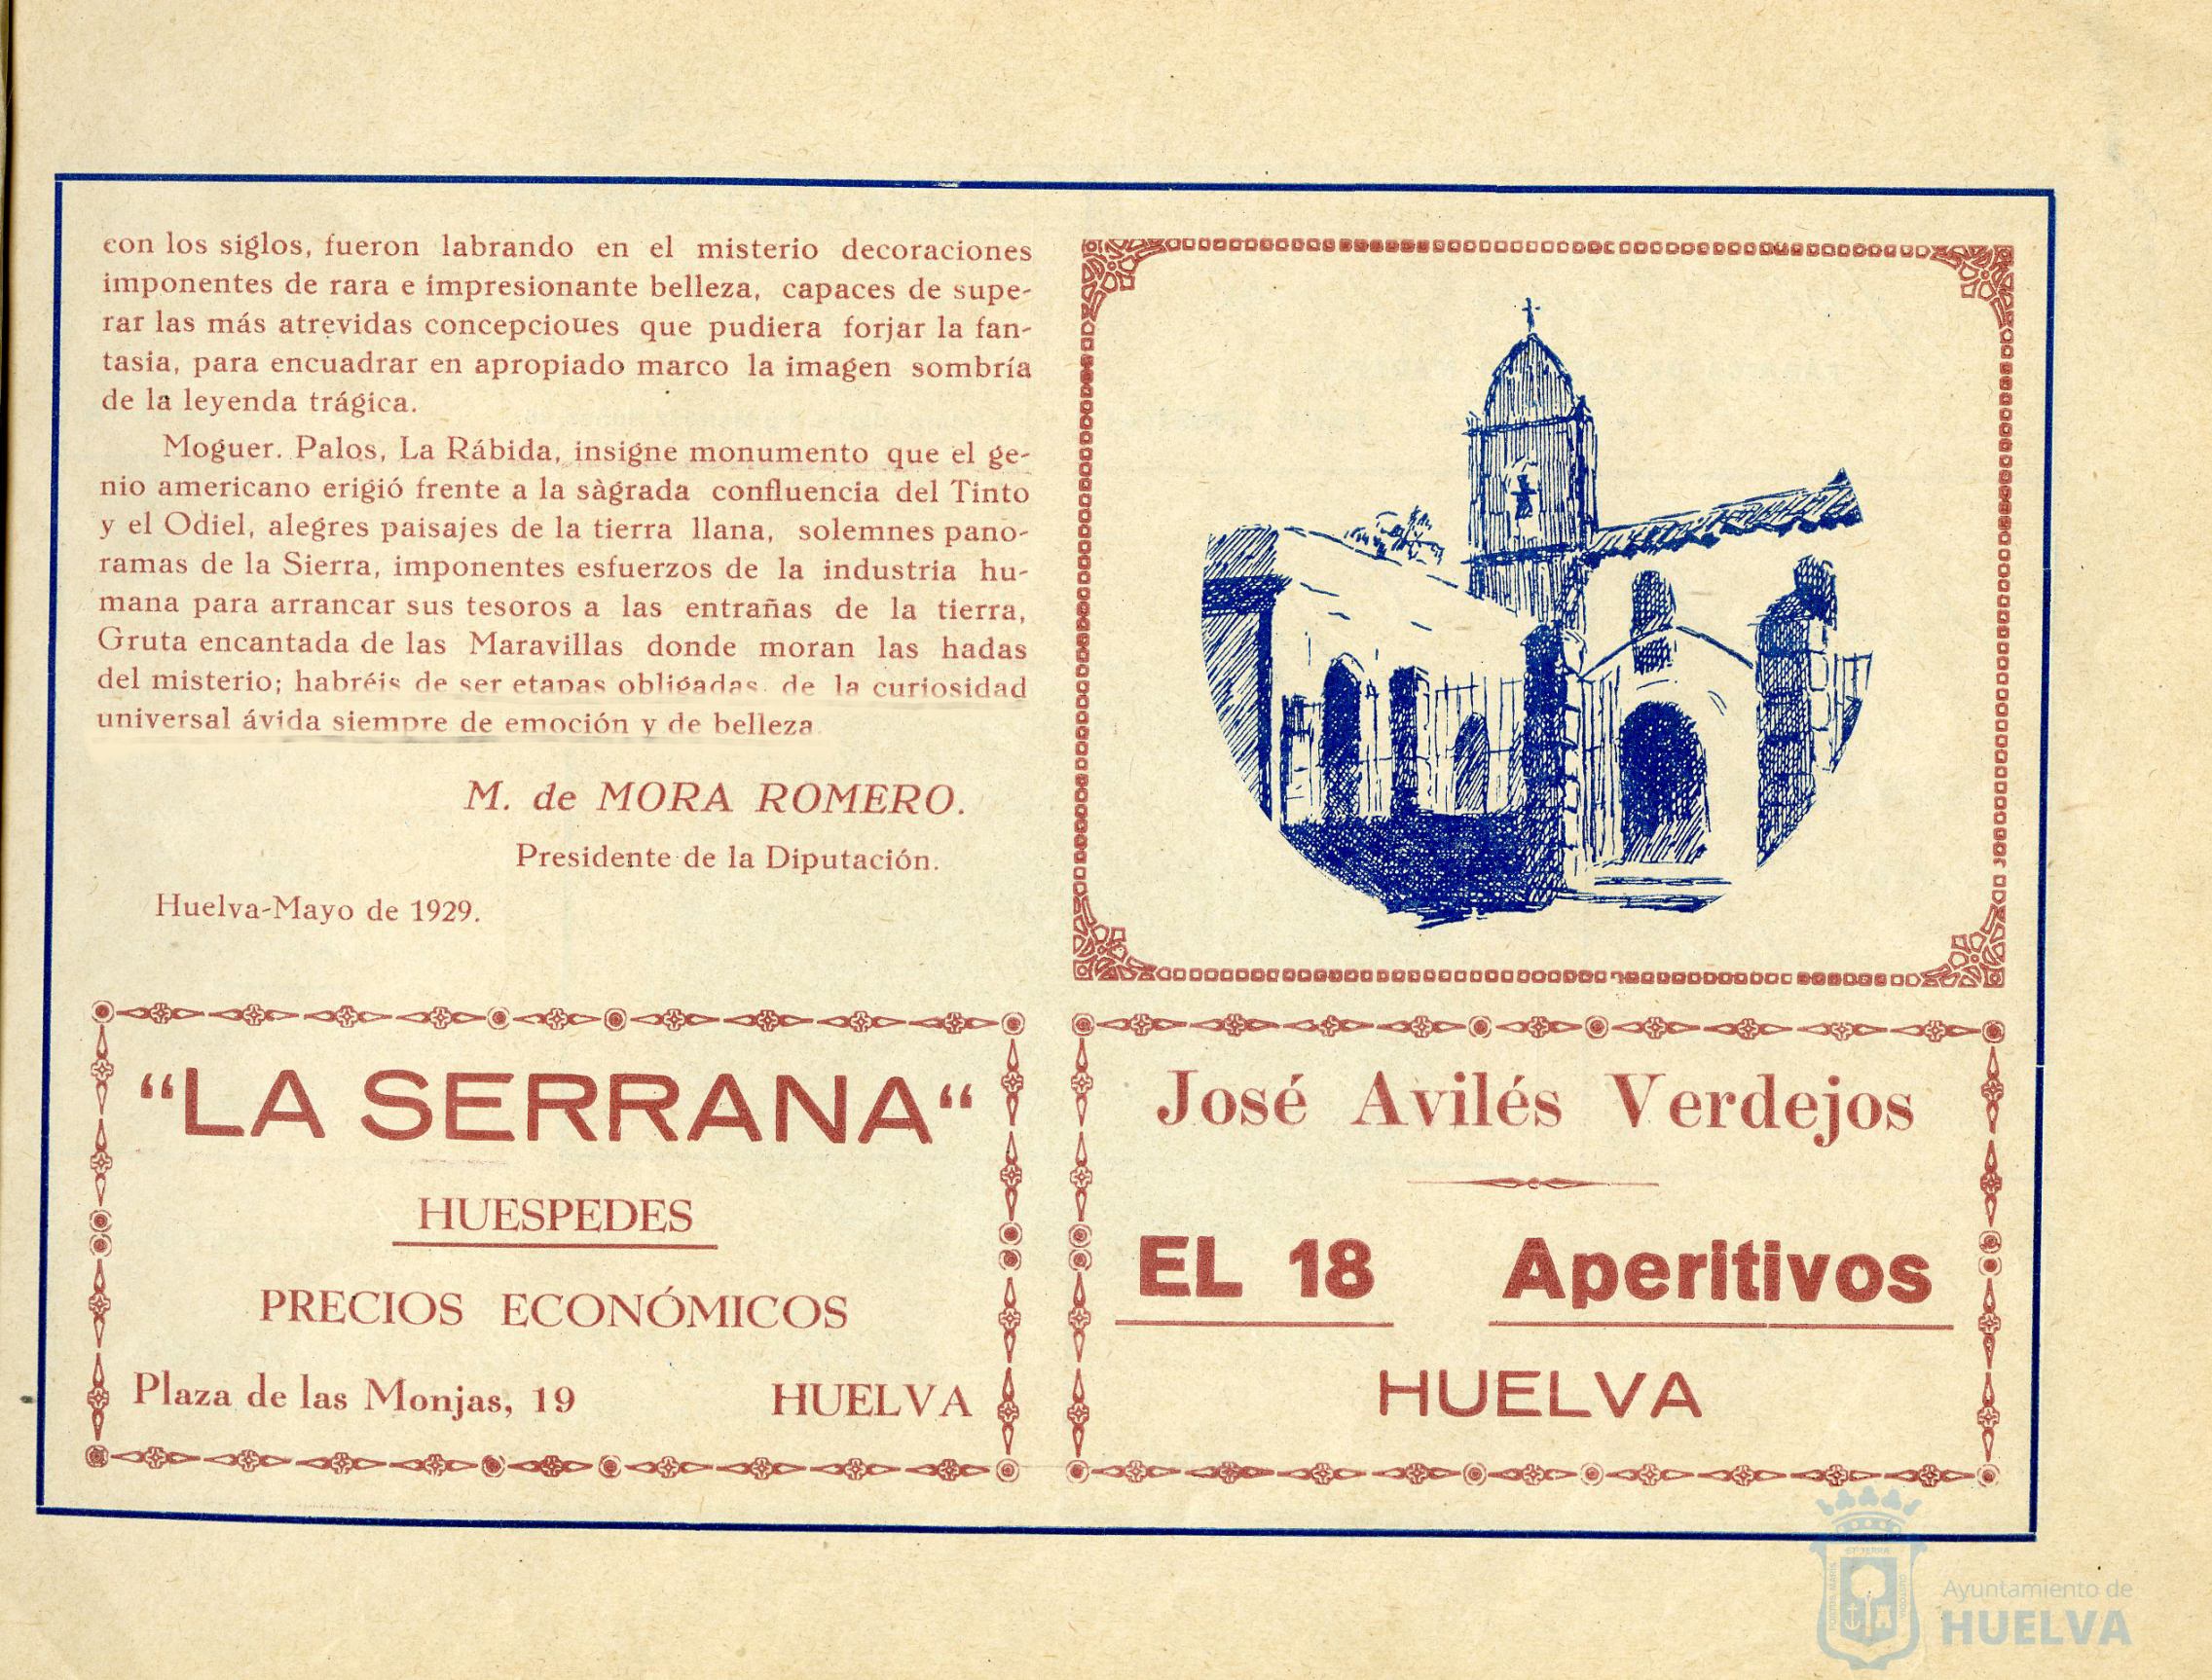 con los siglos, fueron labrando en el misterio decoraciones
imponentes de rara e impresionante belleza, capaces de supe-
rar las más atrevidas concepcioues que pudiera forjar la fan-
tasia, para encuadrar en apropiado marco la imagen sombría
de la leyenda trágica.
Moguer. Palos, La Rábida, insigne monumento que el ge-
nio americano erigió frente a la sàgrada confluencia del Tinto
y el Odiel, alegres paisajes de la tierra llana, solemnes pano-
ramas de la Sierra, imponentes esfuerzos de la industria hu-
mana para arrancar sus tesoros a las entrañas de la tierra,
Gruta encantada de las Maravillas donde moran las hadas
del misterio; habréis de ser etapas obligadas de la curiosidad
universal ávida siempre de emoción y de belleza.
M. de MORA ROMERO.
Presidente de la Diputación.
Huelva-Mayo de 1929.
"LA SERRANA"
HUESPEDES
PRECIOS ECONÓMICOS
Plaza de las Monjas, 19 HUELVA
José Avilés Verdejos
EL 18 Aperitivos
HUELVA
Ayuntamiento de
HUELVA